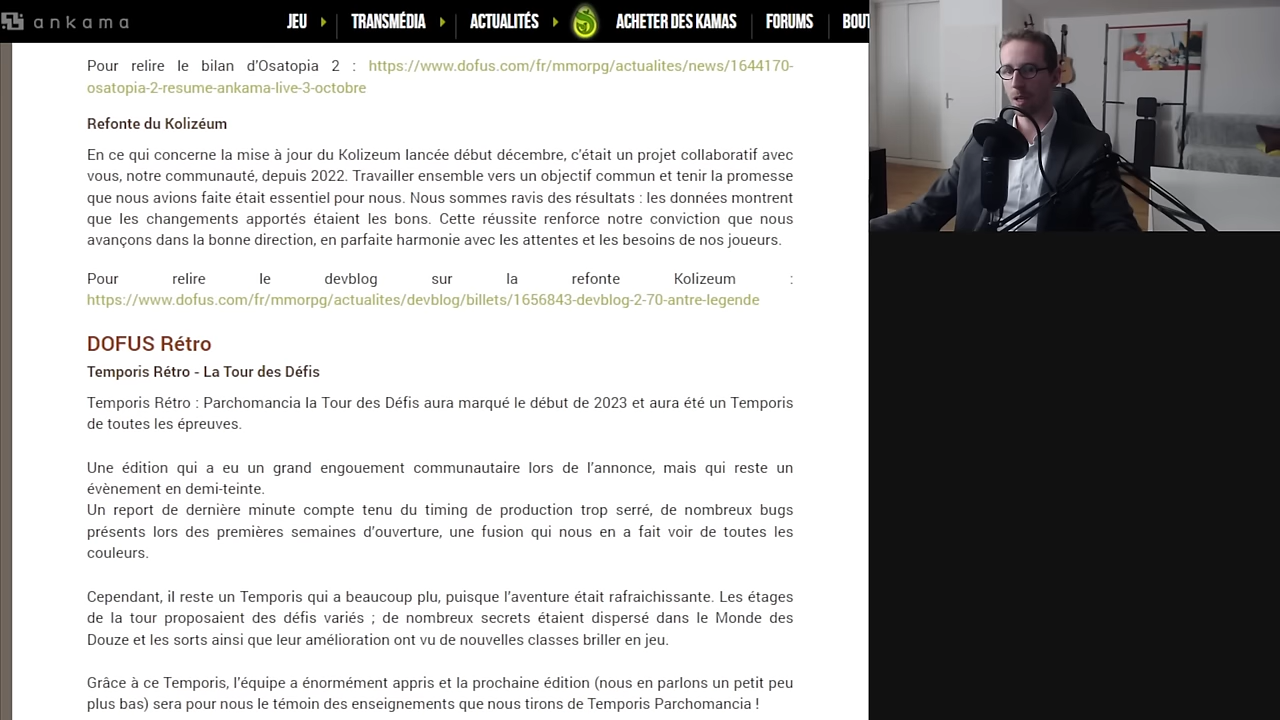 ankama
JEU
TRANSMÉDIA
ACTUALITÉS
ACHETER DES KAMAS
FORUMS
BOUT
Pour relire le bilan d'Osatopia 2 : https://www.dofus.com/fr/mmorpg/actualites/news/1644170-
osatopia-2-resume-ankama-live-3-octobre
Refonte du Kolizéum
En ce qui concerne la mise à jour du Kolizeum lancée début décembre, c'était un projet collaboratif avec
vous, notre communauté, depuis 2022. Travailler ensemble vers un objectif commun et tenir la promesse
que nous avions faite était essentiel pour nous. Nous sommes ravis des résultats : les données montrent
que les changements apportés étaient les bons. Cette réussite renforce notre conviction que nous
avançons dans la bonne direction, en parfaite harmonie avec les attentes et les besoins de nos joueurs.
Pour relire le devblog sur la refonte Kolizeum :
https://www.dofus.com/fr/mmorpg/actualites/devblog/billets/1656843-devblog-2-70-antre-legende
DOFUS Rétro
Temporis Rétro - La Tour des Défis
Temporis Rétro : Parchomancia la Tour des Défis aura marqué le début de 2023 et aura été un Temporis
de toutes les épreuves.
Une édition qui a eu un grand engouement communautaire lors de l'annonce, mais qui reste un
évènement en demi-teinte.
Un report de dernière minute compte tenu du timing de production trop serré, de nombreux bugs
présents lors des premières semaines d'ouverture, une fusion qui nous en a fait voir de toutes les
couleurs.
Cependant, il reste un Temporis qui a beaucoup plu, puisque l'aventure était rafraichissante. Les étages
de la tour proposaient des défis variés ; de nombreux secrets étaient dispersé dans le Monde des
Douze et les sorts ainsi que leur amélioration ont vu de nouvelles classes briller en jeu.
Grâce à ce Temporis, l'équipe a énormément appris et la prochaine édition (nous en parlons un petit peu
plus bas) sera pour nous le témoin des enseignements que nous tirons de Temporis Parchomancia !